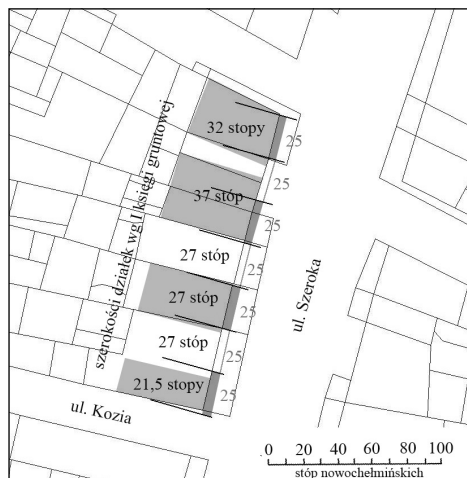 32 stopy
25
25
37 stóp
25
szerokości działek wg I księgi gruntowej
27 stóp
25
27 stóp
ul. Szeroka
25
27 stóp
25
21,5 stopy
25
ul. Kozia
0 20 40 60 80 100
stóp nowochełmińskich